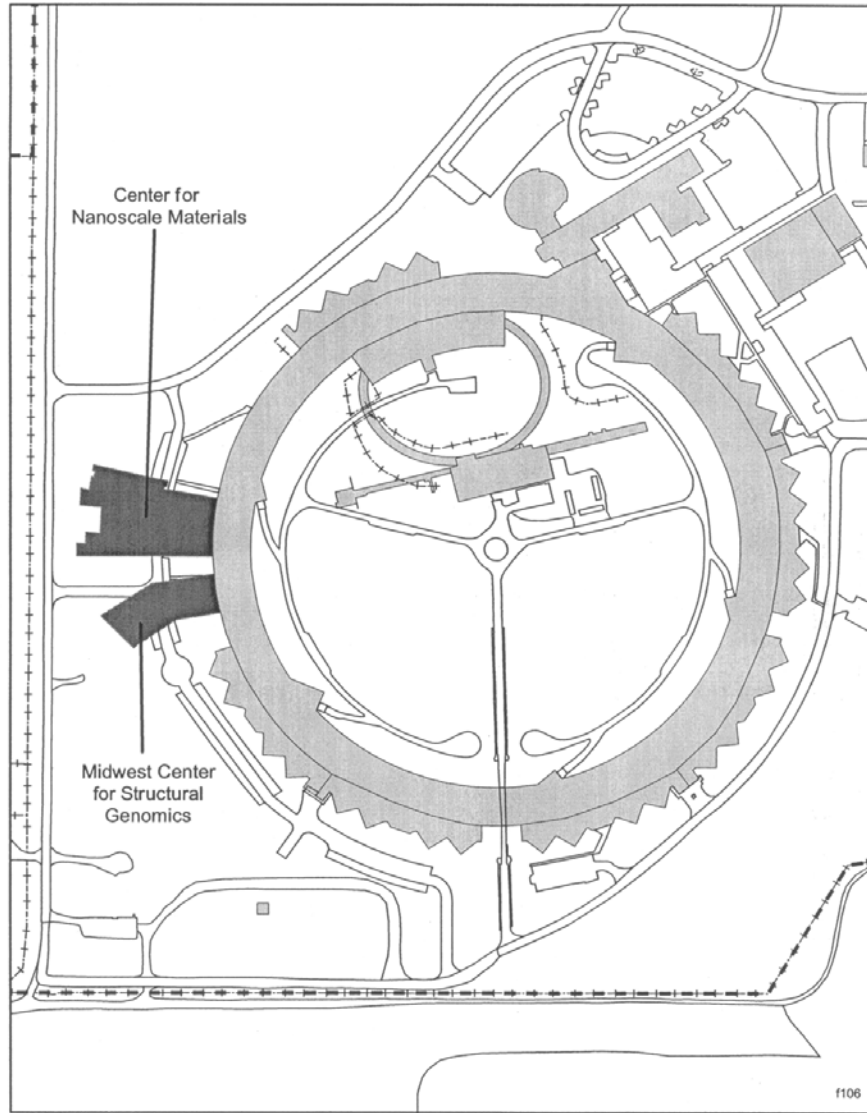 Center for
Nanoscale Materials
Midwest Center
for Structural
Genomics
f106